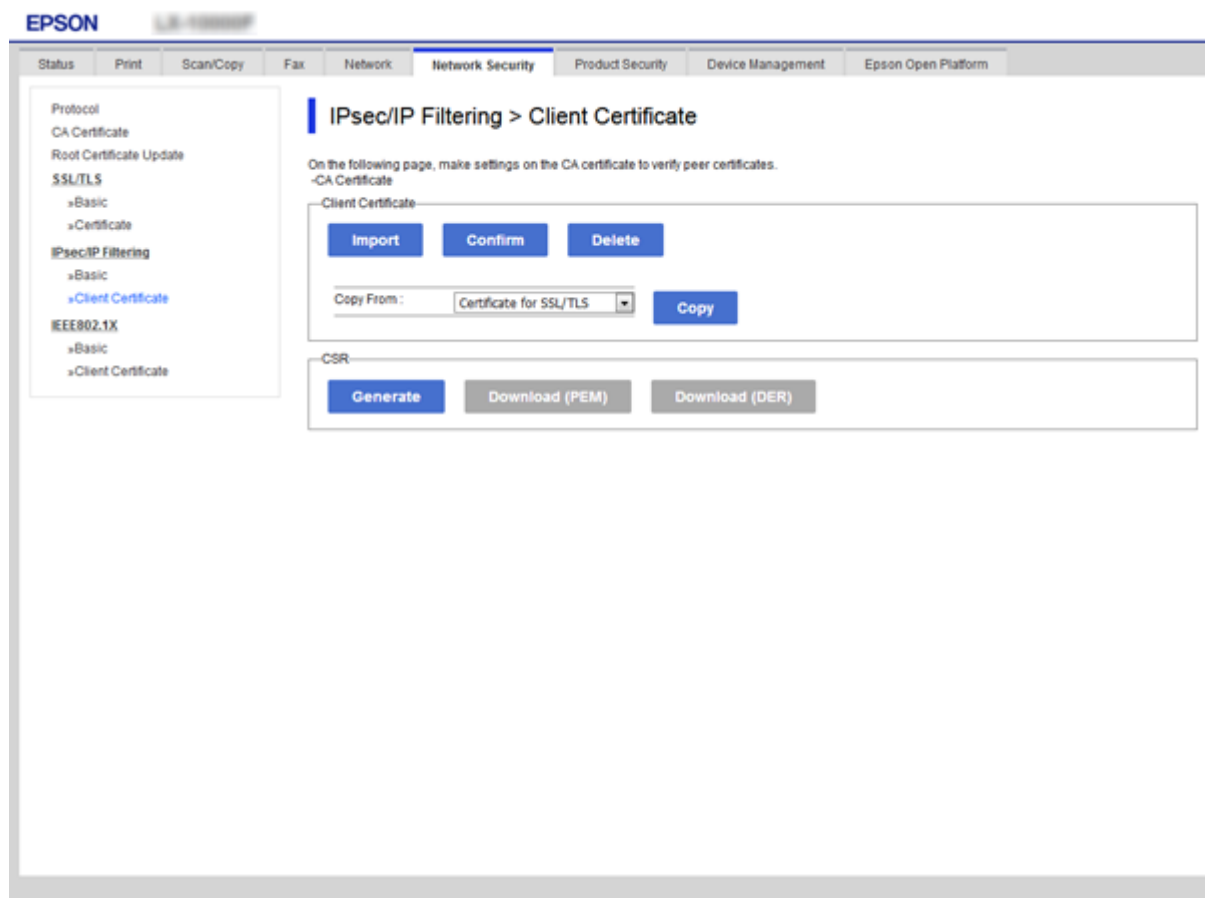 EPSON
Status Print Scan/Copy Fax Network Network Security Product Security Device Management Epson Open Platform
Protocol
CA Certificate
Root Certificate Update
SSL/TLS
»Basic
»Certificate
IPsec/IP Filtering
»Basic
»Client Certificate
IEEE802.1X
»Basic
»Client Certificate
IPsec/IP Filtering > Client Certificate
On the following page, make settings on the CA certificate to verify peer certificates.
-CA Certificate
Client Certificate
Import Confirm Delete
Copy From : Certificate for SSL/TLS Copy
CSR
Generate Download (PEM) Download (DER)